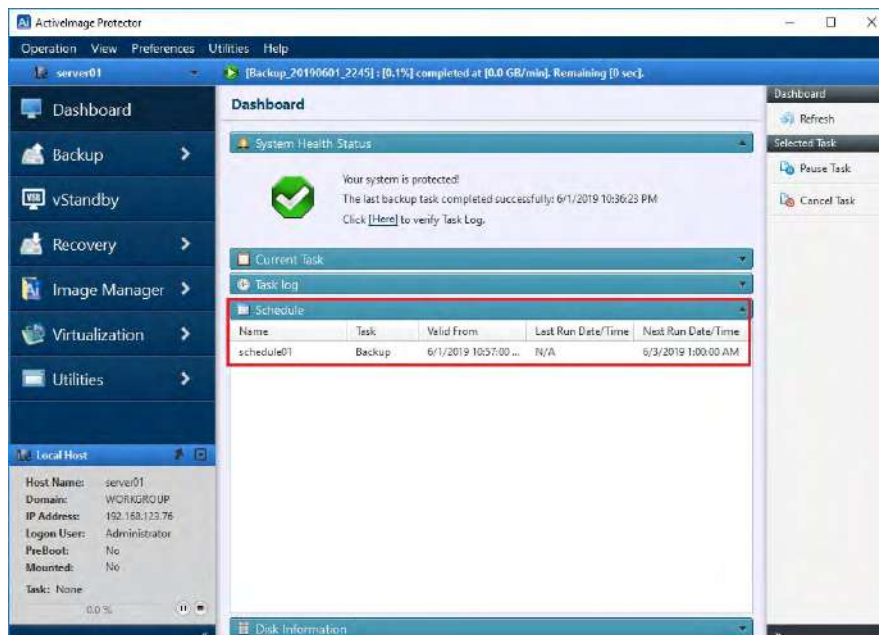 ActiveImage Protector
Operation View Preferences Utilities Help
server01
[Backup_20190601_2245] : [0.1%] completed at [0.0 GB/min]. Remaining [0 sec].
Dashboard
Backup
vStandby
Recovery
Image Manager
Virtualization
Utilities
Local Host
Host Name: server01
Domain: WORKGROUP
IP Address: 192.168.123.76
Logon User: Administrator
PreBoot: No
Mounted: No
Task: None
0.0 %
Dashboard
System Health Status
Your system is protected!
The last backup task completed successfully: 6/1/2019 10:36:23 PM
Click [Here] to verify Task Log.
Current Task
Task log
Schedule
Name Task Valid From Last Run Date/Time Next Run Date/Time
schedule01 Backup 6/1/2019 10:57:00 ... N/A 6/3/2019 1:00:00 AM
Disk Information
Dashboard
Refresh
Selected Task
Pause Task
Cancel Task